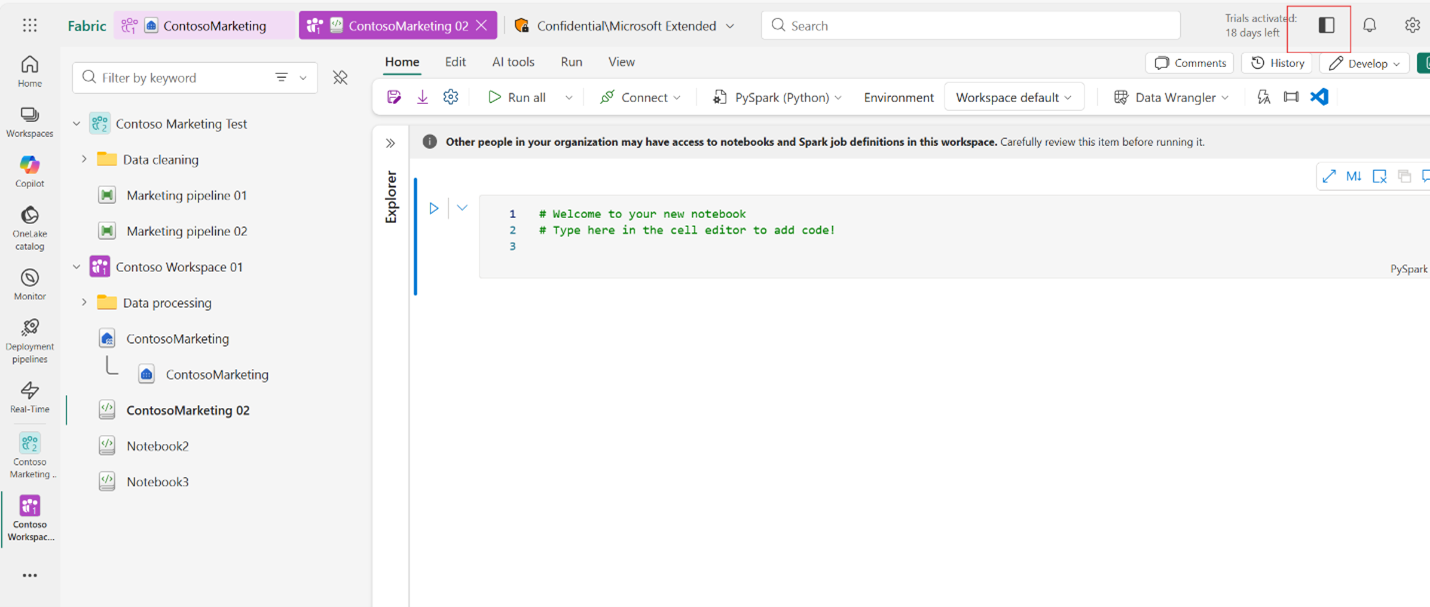 Fabric
ContosoMarketing
ContosoMarketing 02
Confidential\Microsoft Extended
Search
Trials activated:
18 days left
Home
Workspaces
Copilot
OneLake
catalog
Monitor
Deployment
pipelines
Real-Time
Contoso
Marketing ..
Contoso
Workspac...
Filter by keyword
Contoso Marketing Test
Data cleaning
Marketing pipeline 01
Marketing pipeline 02
Contoso Workspace 01
Data processing
ContosoMarketing
ContosoMarketing
ContosoMarketing 02
Notebook2
Notebook3
Home Edit AI tools Run View
Comments History Develop
Run all Connect PySpark (Python) Environment Workspace default Data Wrangler
Explorer
Other people in your organization may have access to notebooks and Spark job definitions in this workspace. Carefully review this item before running it.
M↓
1 # Welcome to your new notebook
2 # Type here in the cell editor to add code!
3
PySpark